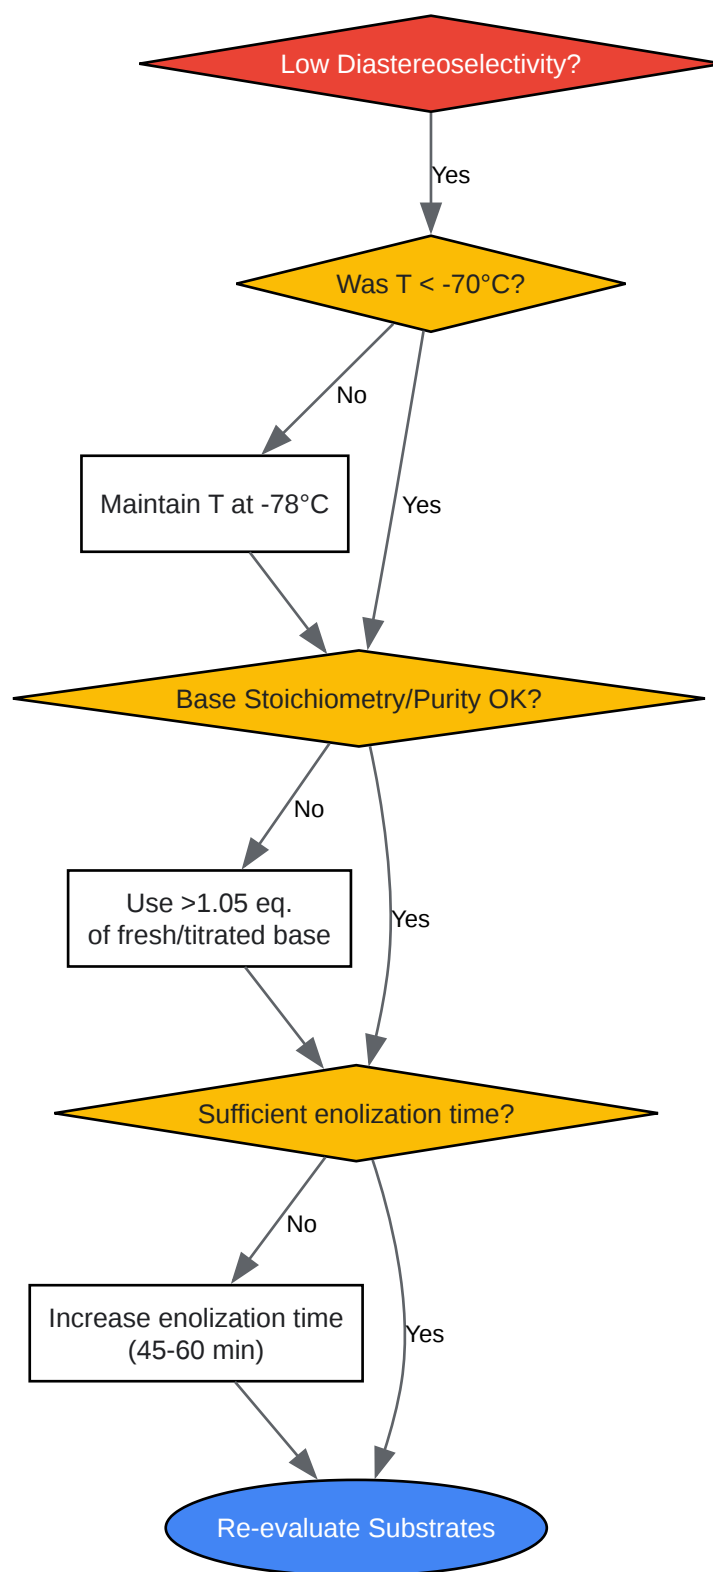 Low Diastereoselectivity?
Yes
Was T < -70°C?
No
Maintain T at -78°C
Yes
Base Stoichiometry/Purity OK?
No
Use >1.05 eq.
of fresh/titrated base
Yes
Sufficient enolization time?
No
Increase enolization time
(45-60 min)
Yes
Re-evaluate Substrates